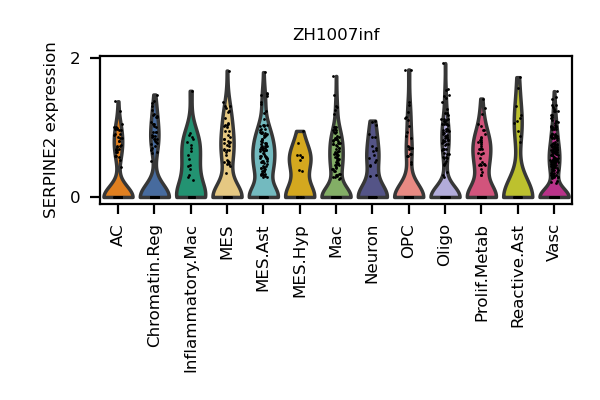 ZH1007inf
SERPINE2 expression
2
0
AC
Chromatin.Reg
Inflammatory.Mac
MES
MES.Ast
MES.Hyp
Mac
Neuron
OPC
Oligo
Prolif.Metab
Reactive.Ast
Vasc